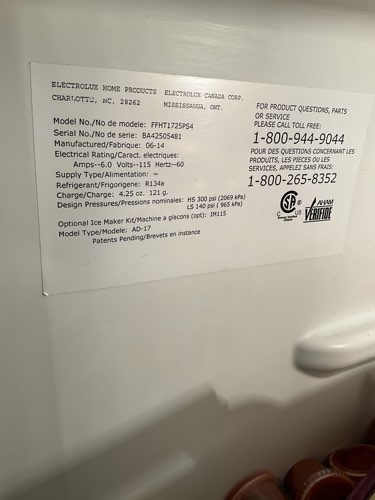 ELECTROLUX HOME PRODUCTS ELECTROLUX CANADA CORP.
CHARLOTTE, NC, 28262 MISSISSAUGA, ONT.
Model No./No de modele: FFHT1725PS4
Serial No./No de serie: BA42505481
Manufactured/Fabrique: 06-14
Electrical Rating/Caract. electriques:
Amps--6.0 Volts--115 Hertz--60
Supply Type/Alimentation: ~
Refrigerant/Frigorigene: R134a
Charge/Charge: 4.25 oz. 121 g.
Design Pressures/Pressions nominales: HS 300 psi (2069 kPa)
LS 140 psi ( 965 kPa)
Optional Ice Maker Kit/Machine a glacons (opt): IM115
Model Type/Modele: AD-17
Patents Pending/Brevets en instance
FOR PRODUCT QUESTIONS, PARTS
OR SERVICE
PLEASE CALL TOLL FREE:
1-800-944-9044
POUR DES QUESTIONS CONCERNANT LES
PRODUITS, LES PIECES OU LES
SERVICES, APPELEZ SANS FRAIS:
1-800-265-8352
C US
AHAM
VERIFIDE